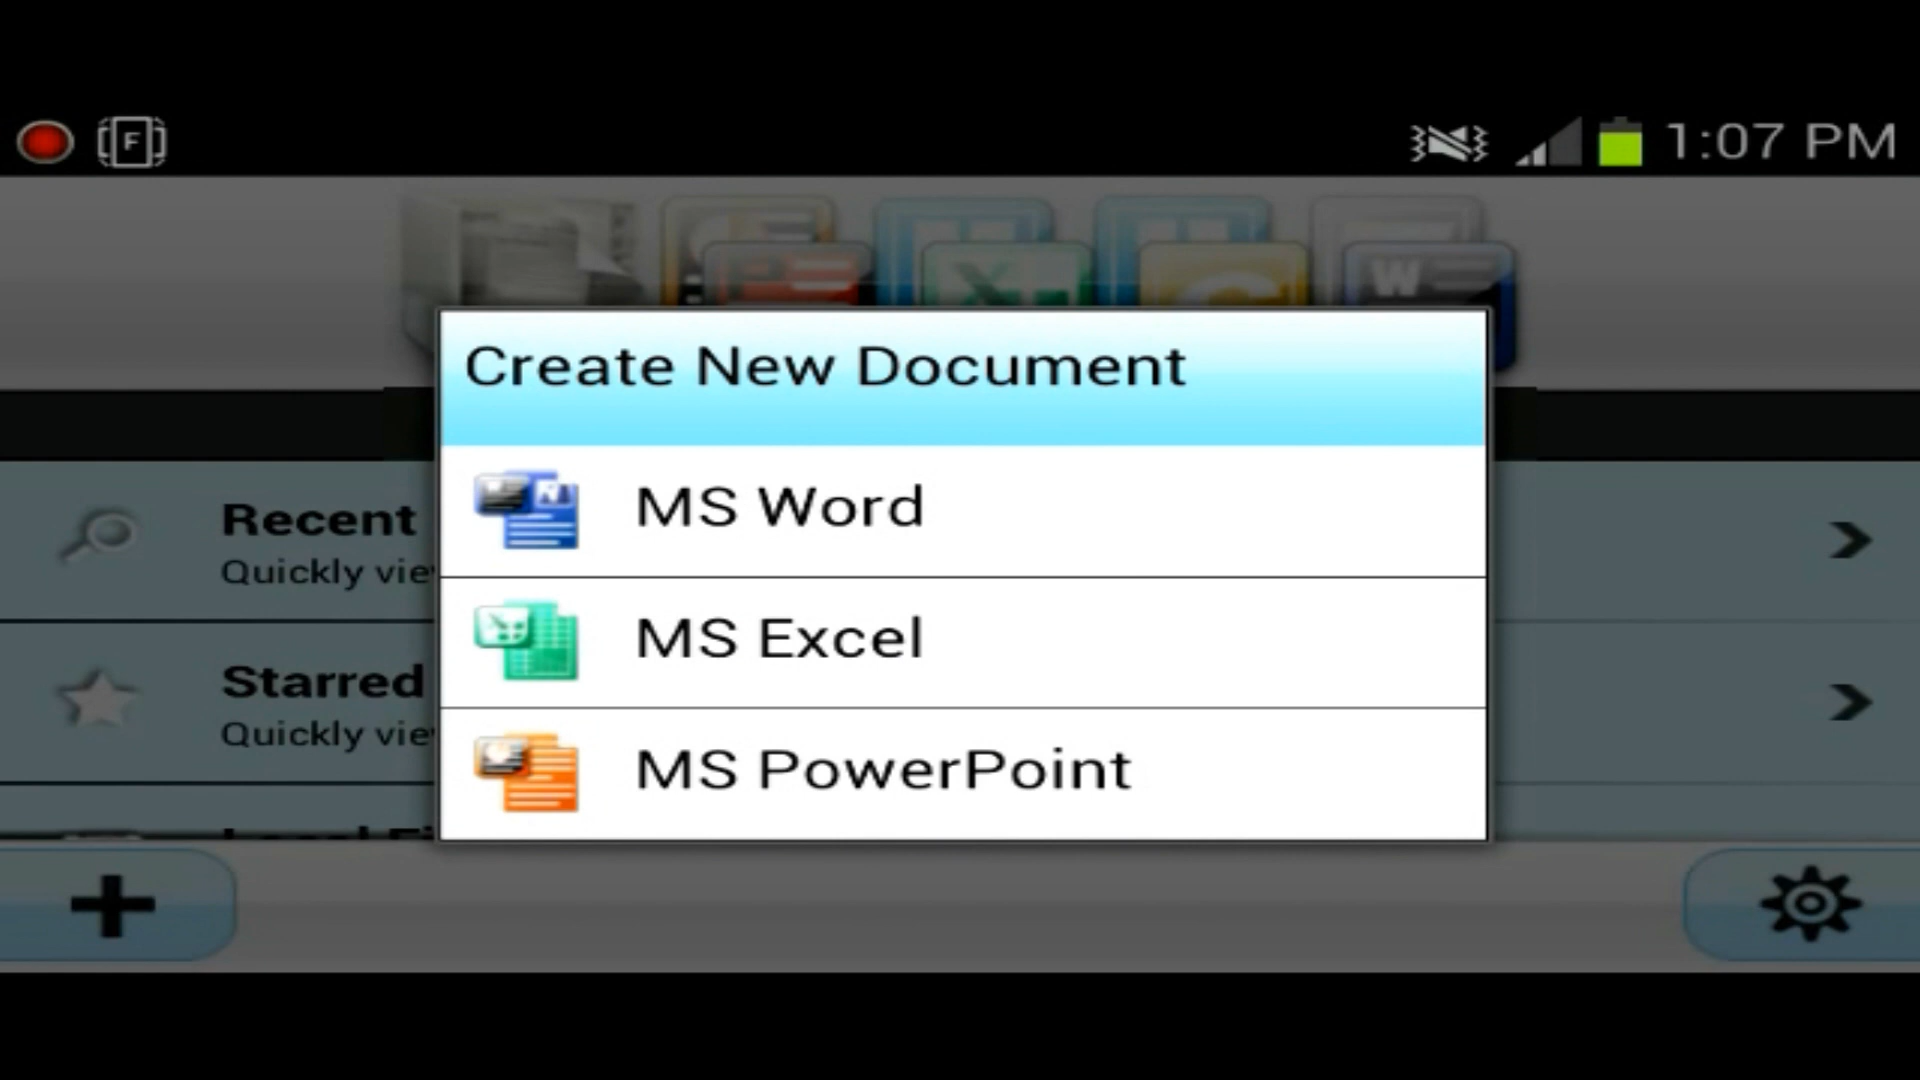 F
1:07 PM
W
Create New Document
MS Word
MS Excel
MS PowerPoint
Recent
Quickly vie
Starred
Quickly vie